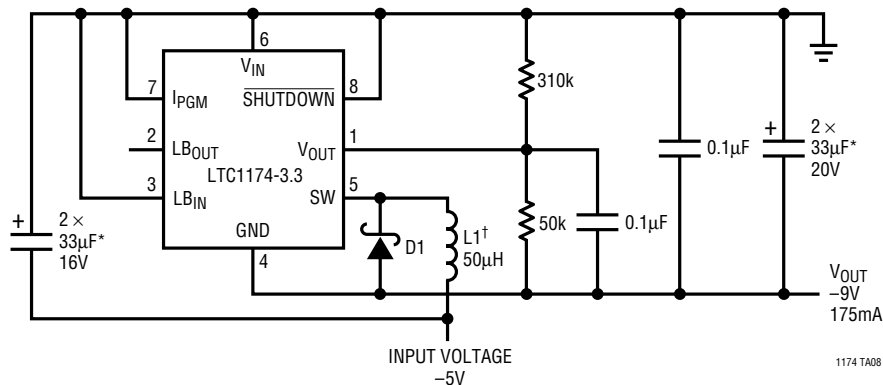 6
V_IN
7
I_PGM
SHUTDOWN
8
310k
2
LB_OUT
V_OUT
1
+
2 ×
33µF*
20V
0.1µF
LTC1174-3.3
3
LB_IN
SW
5
+
2 ×
33µF*
16V
GND
4
D1
L1†
50µH
50k
0.1µF
V_OUT
–9V
175mA
INPUT VOLTAGE
–5V
1174 TA08